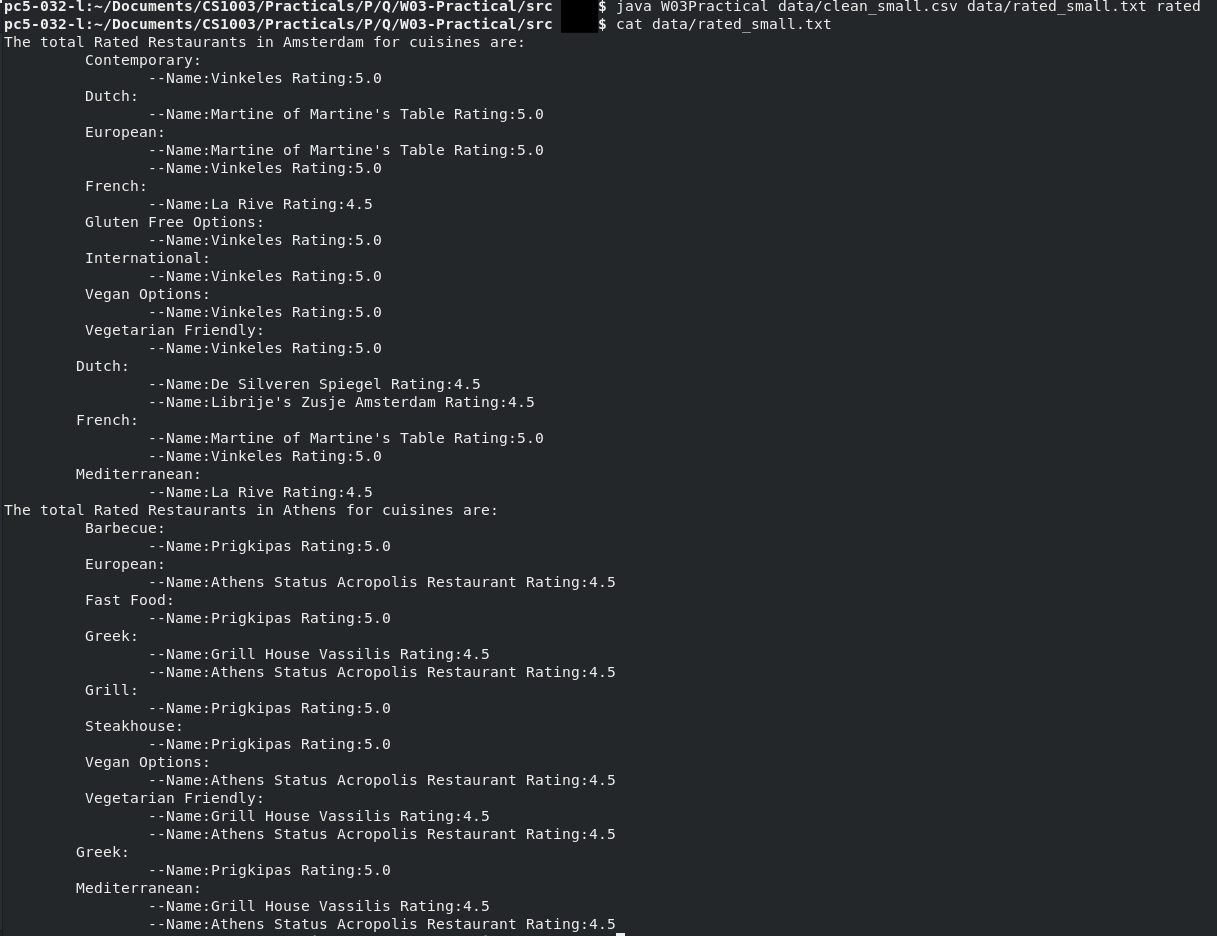 pc5-032-l:~/Documents/CS1003/Practicals/P/Q/W03-Practical/src $ java W03Practical data/clean_small.csv data/rated_small.txt rated
pc5-032-l:~/Documents/CS1003/Practicals/P/Q/W03-Practical/src $ cat data/rated_small.txt
The total Rated Restaurants in Amsterdam for cuisines are:
         Contemporary:
                --Name:Vinkeles Rating:5.0
         Dutch:
                --Name:Martine of Martine's Table Rating:5.0
         European:
                --Name:Martine of Martine's Table Rating:5.0
                --Name:Vinkeles Rating:5.0
         French:
                --Name:La Rive Rating:4.5
         Gluten Free Options:
                --Name:Vinkeles Rating:5.0
         International:
                --Name:Vinkeles Rating:5.0
         Vegan Options:
                --Name:Vinkeles Rating:5.0
         Vegetarian Friendly:
                --Name:Vinkeles Rating:5.0
        Dutch:
                --Name:De Silveren Spiegel Rating:4.5
                --Name:Librije's Zusje Amsterdam Rating:4.5
        French:
                --Name:Martine of Martine's Table Rating:5.0
                --Name:Vinkeles Rating:5.0
        Mediterranean:
                --Name:La Rive Rating:4.5
The total Rated Restaurants in Athens for cuisines are:
         Barbecue:
                --Name:Prigkipas Rating:5.0
         European:
                --Name:Athens Status Acropolis Restaurant Rating:4.5
         Fast Food:
                --Name:Prigkipas Rating:5.0
         Greek:
                --Name:Grill House Vassilis Rating:4.5
                --Name:Athens Status Acropolis Restaurant Rating:4.5
         Grill:
                --Name:Prigkipas Rating:5.0
         Steakhouse:
                --Name:Prigkipas Rating:5.0
         Vegan Options:
                --Name:Athens Status Acropolis Restaurant Rating:4.5
         Vegetarian Friendly:
                --Name:Grill House Vassilis Rating:4.5
                --Name:Athens Status Acropolis Restaurant Rating:4.5
        Greek:
                --Name:Prigkipas Rating:5.0
        Mediterranean:
                --Name:Grill House Vassilis Rating:4.5
                --Name:Athens Status Acropolis Restaurant Rating:4.5